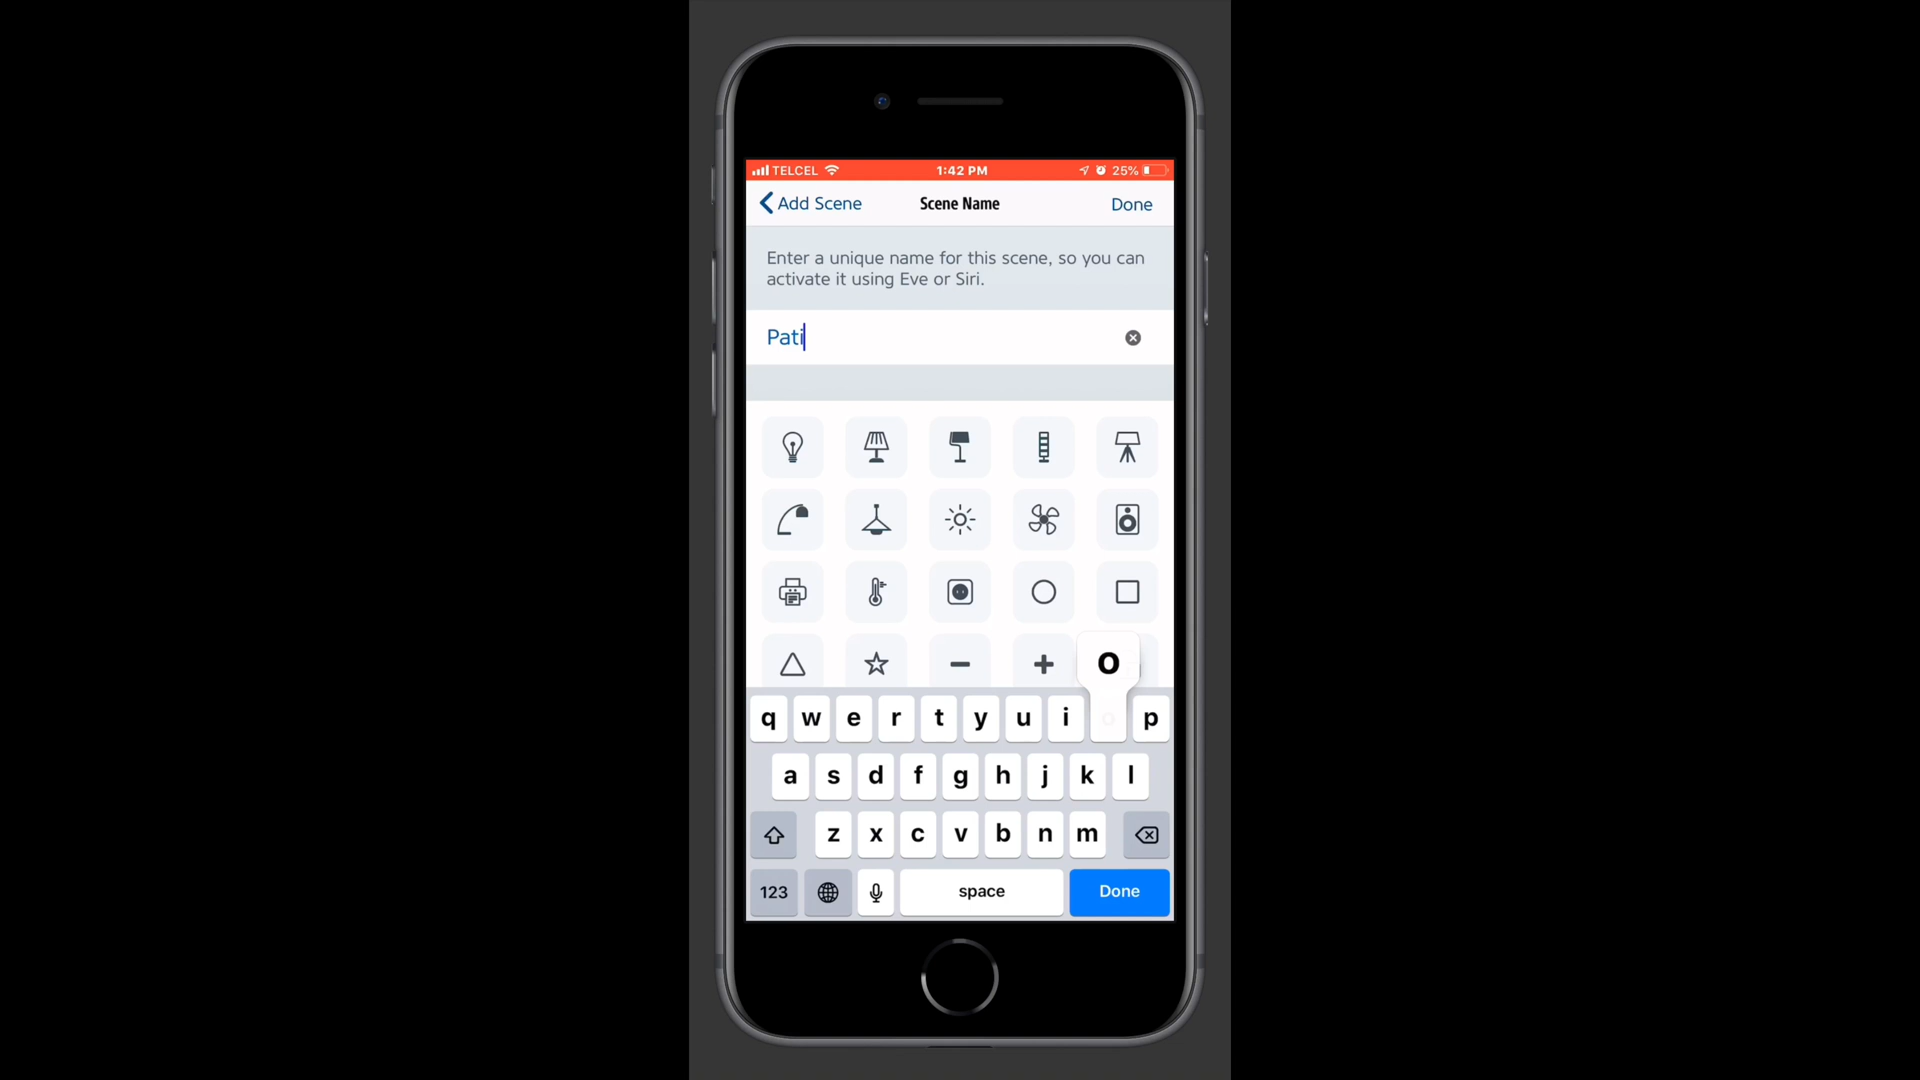 TELCEL 1:42 PM 25%
Add Scene Scene Name Done
Enter a unique name for this scene, so you can
activate it using Eve or Siri.
Pati
o
q w e r t y u i o p
a s d f g h j k l
z x c v b n m
123 space Done